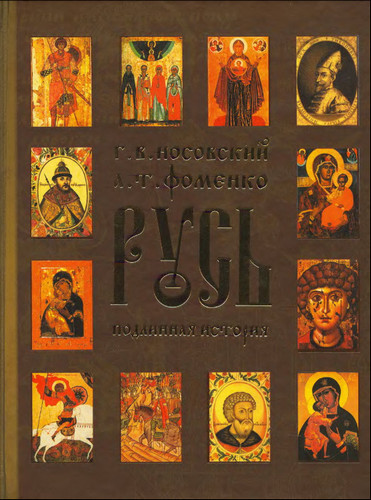 Г. В. НОСОВСКИЙ
А. Т. ФОМЕНКО
РУСЬ
ПОДЛИННАЯ ИСТОРИЯ